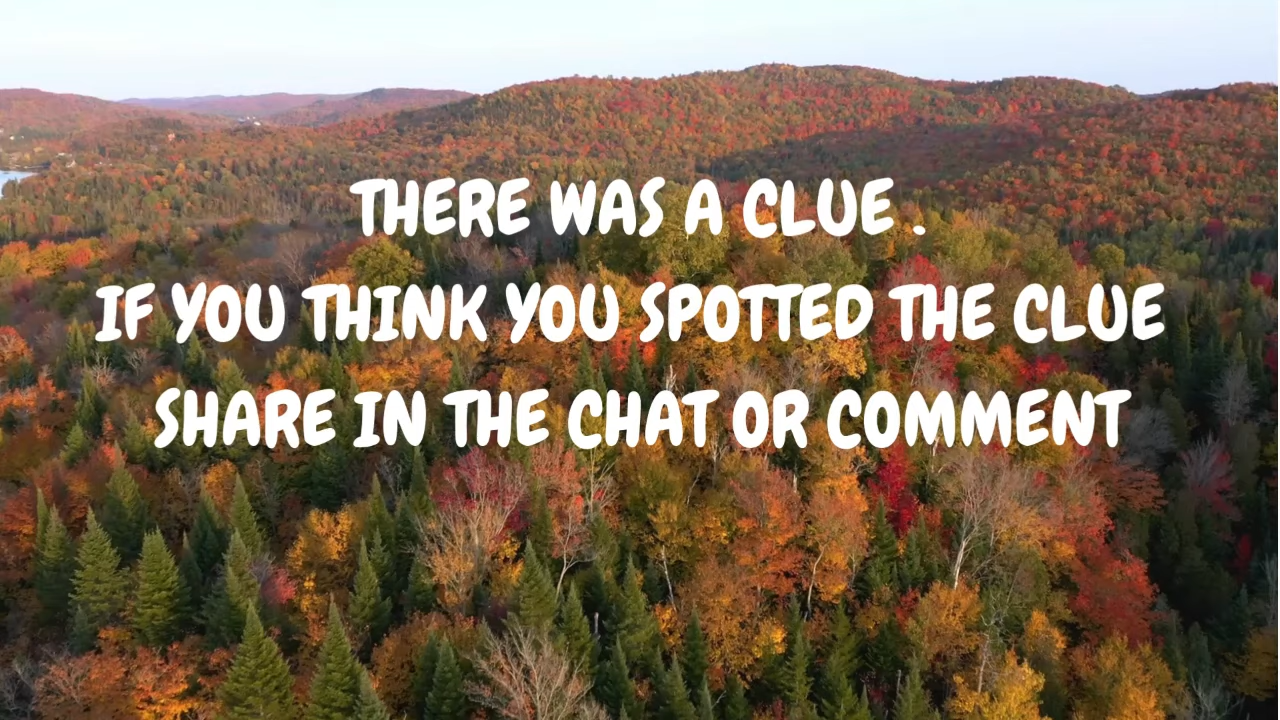 THERE WAS A CLUE .
IF YOU THINK YOU SPOTTED THE CLUE
SHARE IN THE CHAT OR COMMENT